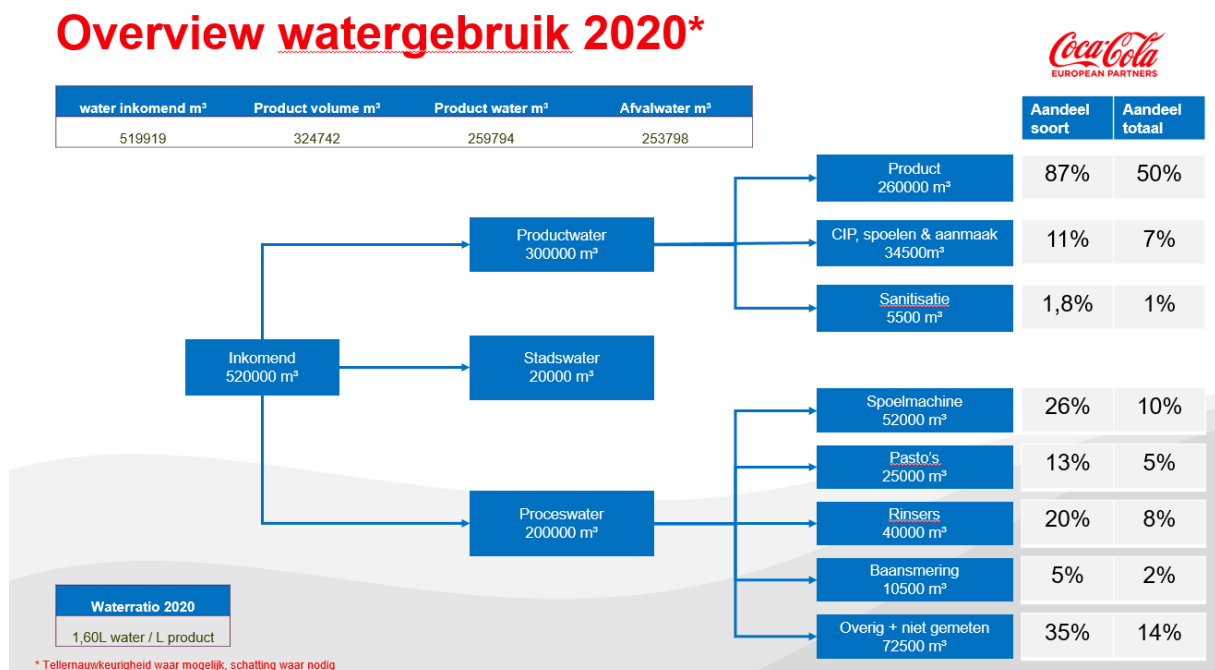 Overview watergebruik 2020*
Coca-Cola
EUROPEAN PARTNERS
water inkomend m³ Product volume m³ Product water m³ Afvalwater m³
519919 324742 259794 253798
Aandeel soort Aandeel totaal
Product
260000 m³
87% 50%
Productwater
300000 m³
CIP, spoelen & aanmaak
34500m³
11% 7%
Sanitisatie
5500 m³
1,8% 1%
Inkomend
520000 m³
Stadswater
20000 m³
Spoelmachine
52000 m³
26% 10%
Pasto's
25000 m³
13% 5%
Proceswater
200000 m³
Rinsers
40000 m³
20% 8%
Baansmering
10500 m³
5% 2%
Overig + niet gemeten
72500 m³
35% 14%
Waterratio 2020
1,60L water / L product
* Tellernauwkeurigheid waar mogelijk, schatting waar nodig